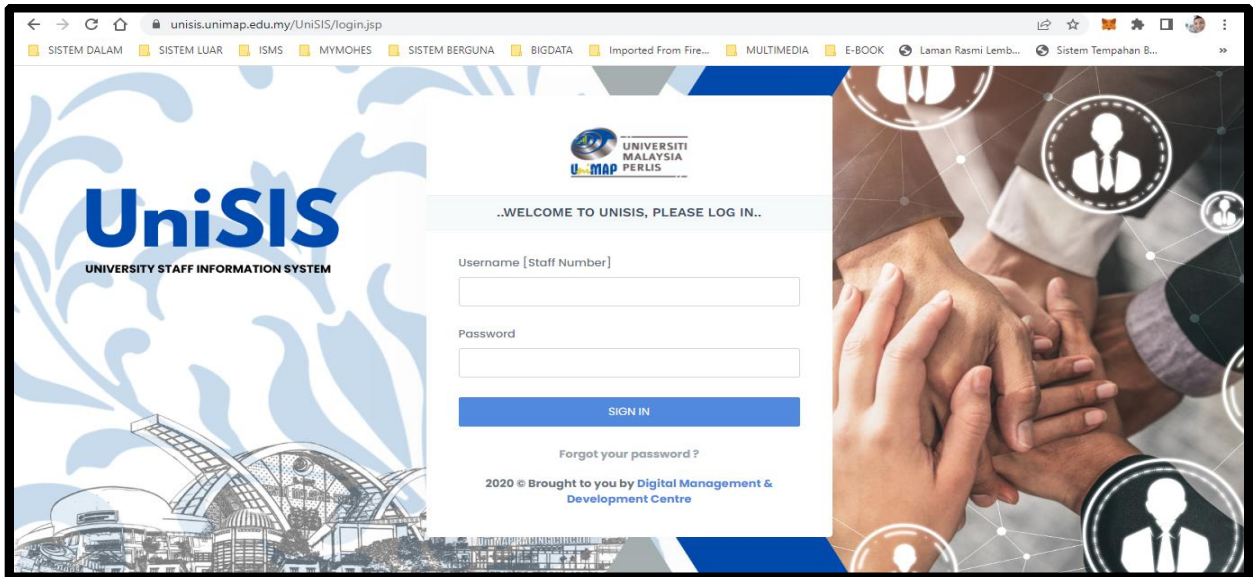 unisis.unimap.edu.my/UniSIS/login.jsp
SISTEM DALAM SISTEM LUAR ISMS MYMOHES SISTEM BERGUNA BIGDATA Imported From Fire... MULTIMEDIA E-BOOK Laman Rasmi Lemb... Sistem Tempahan B... »
UNIVERSITI
MALAYSIA
UniMAP PERLIS
UniSIS
UNIVERSITY STAFF INFORMATION SYSTEM
..WELCOME TO UNISIS, PLEASE LOG IN..
Username [Staff Number]
Password
SIGN IN
Forgot your password ?
2020 © Brought to you by Digital Management &
Development Centre